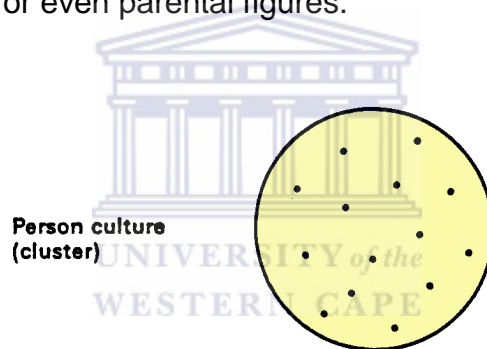 or even parental figures.
Person culture
(cluster)
UNIVERSITY of the
WESTERN CAPE